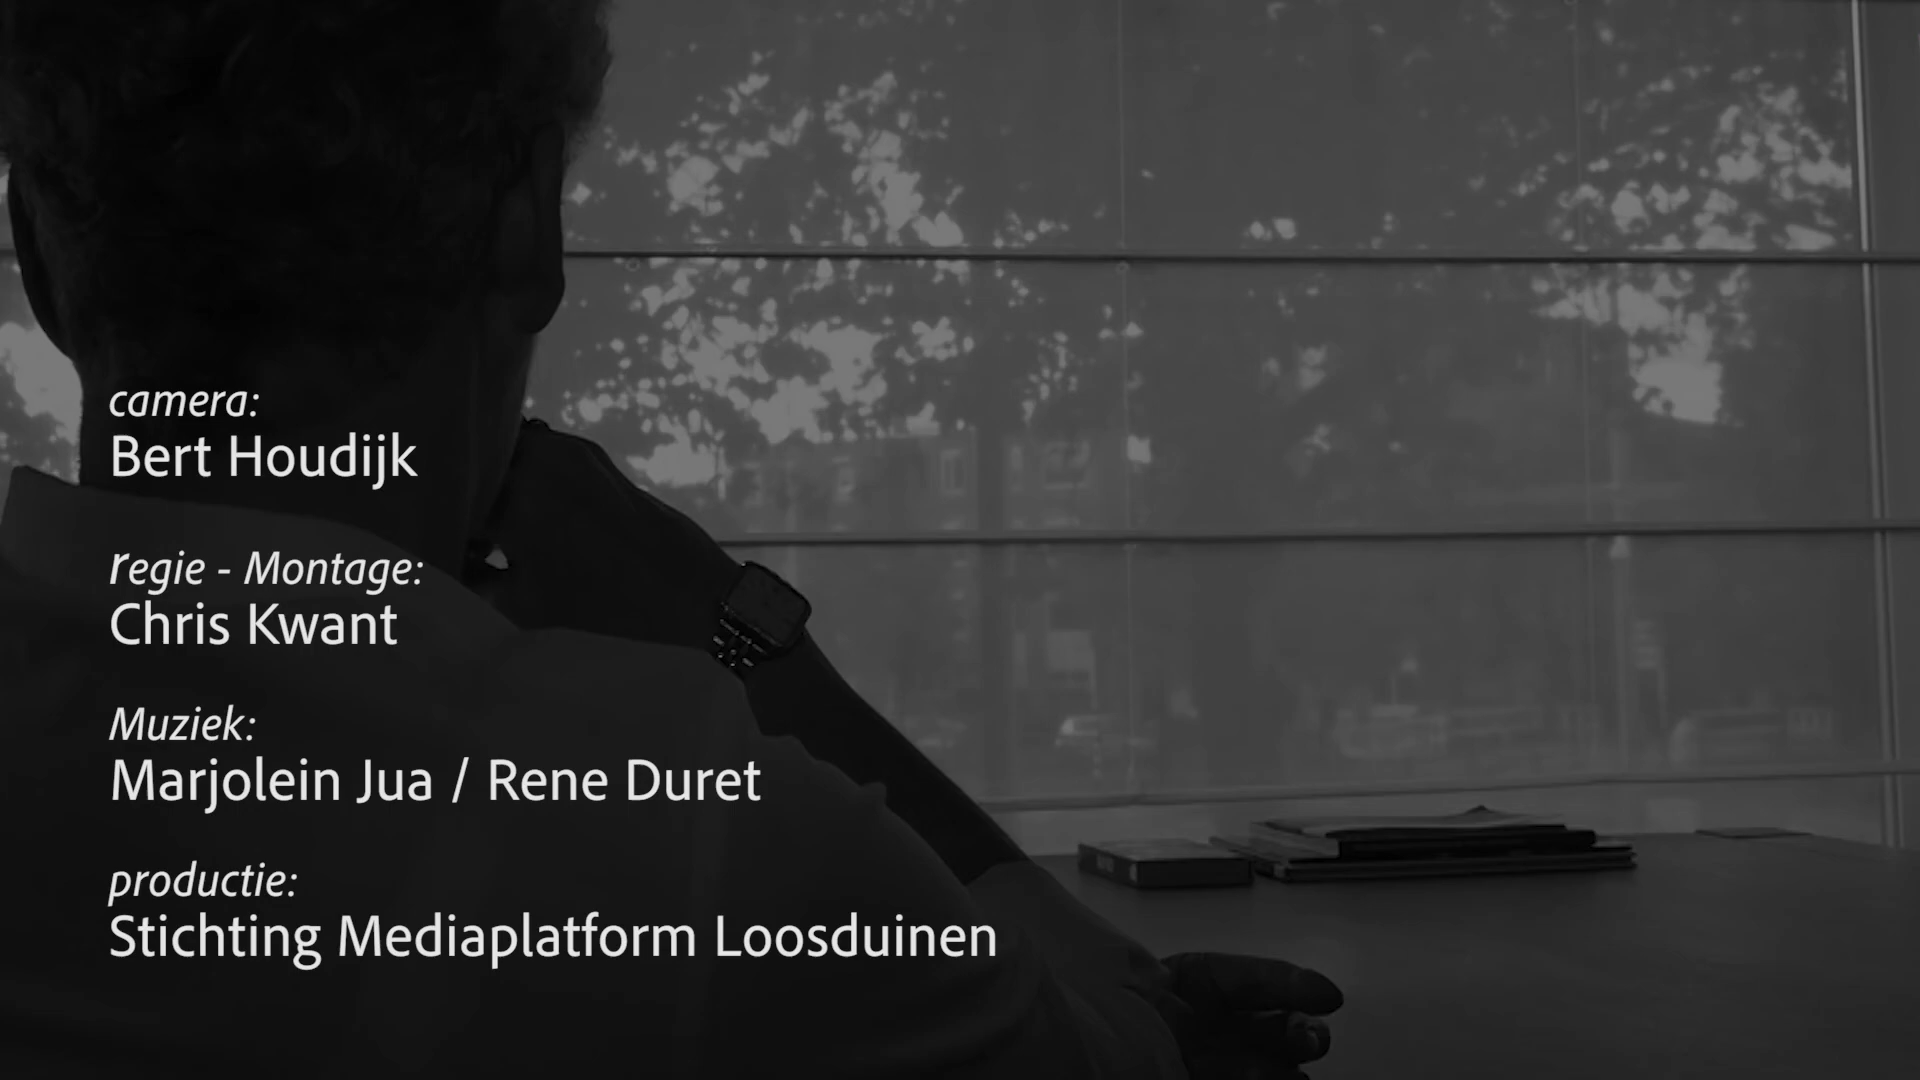 camera:
Bert Houdijk
regie - Montage:
Chris Kwant
Muziek:
Marjolein Jua / Rene Duret
productie:
Stichting Mediaplatform Loosduinen